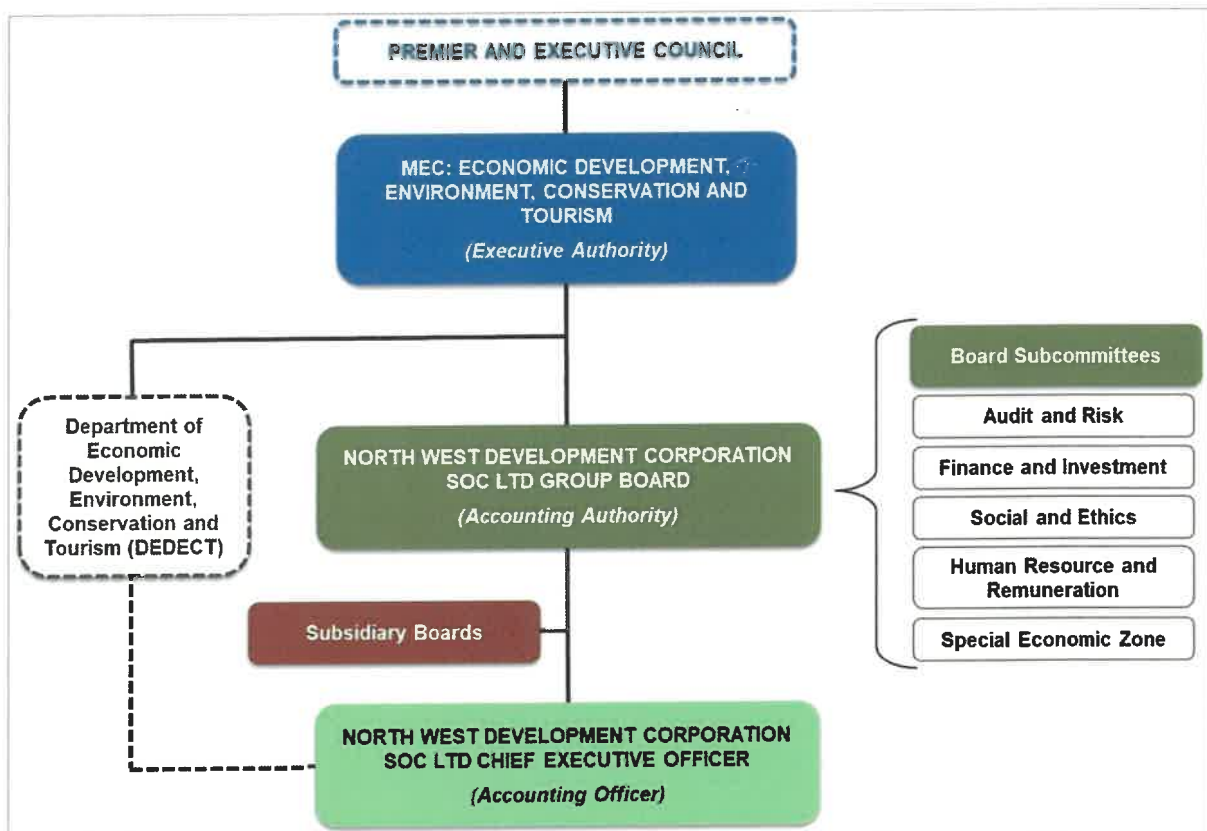 PREMIER AND EXECUTIVE COUNCIL
MEC: ECONOMIC DEVELOPMENT,
ENVIRONMENT, CONSERVATION AND
TOURISM
(Executive Authority)
Department of
Economic
Development,
Environment,
Conservation and
Tourism (DEDECT)
NORTH WEST DEVELOPMENT CORPORATION
SOC LTD GROUP BOARD
(Accounting Authority)
Board Subcommittees
Audit and Risk
Finance and Investment
Social and Ethics
Human Resource and
Remuneration
Special Economic Zone
Subsidiary Boards
NORTH WEST DEVELOPMENT CORPORATION
SOC LTD CHIEF EXECUTIVE OFFICER
(Accounting Officer)